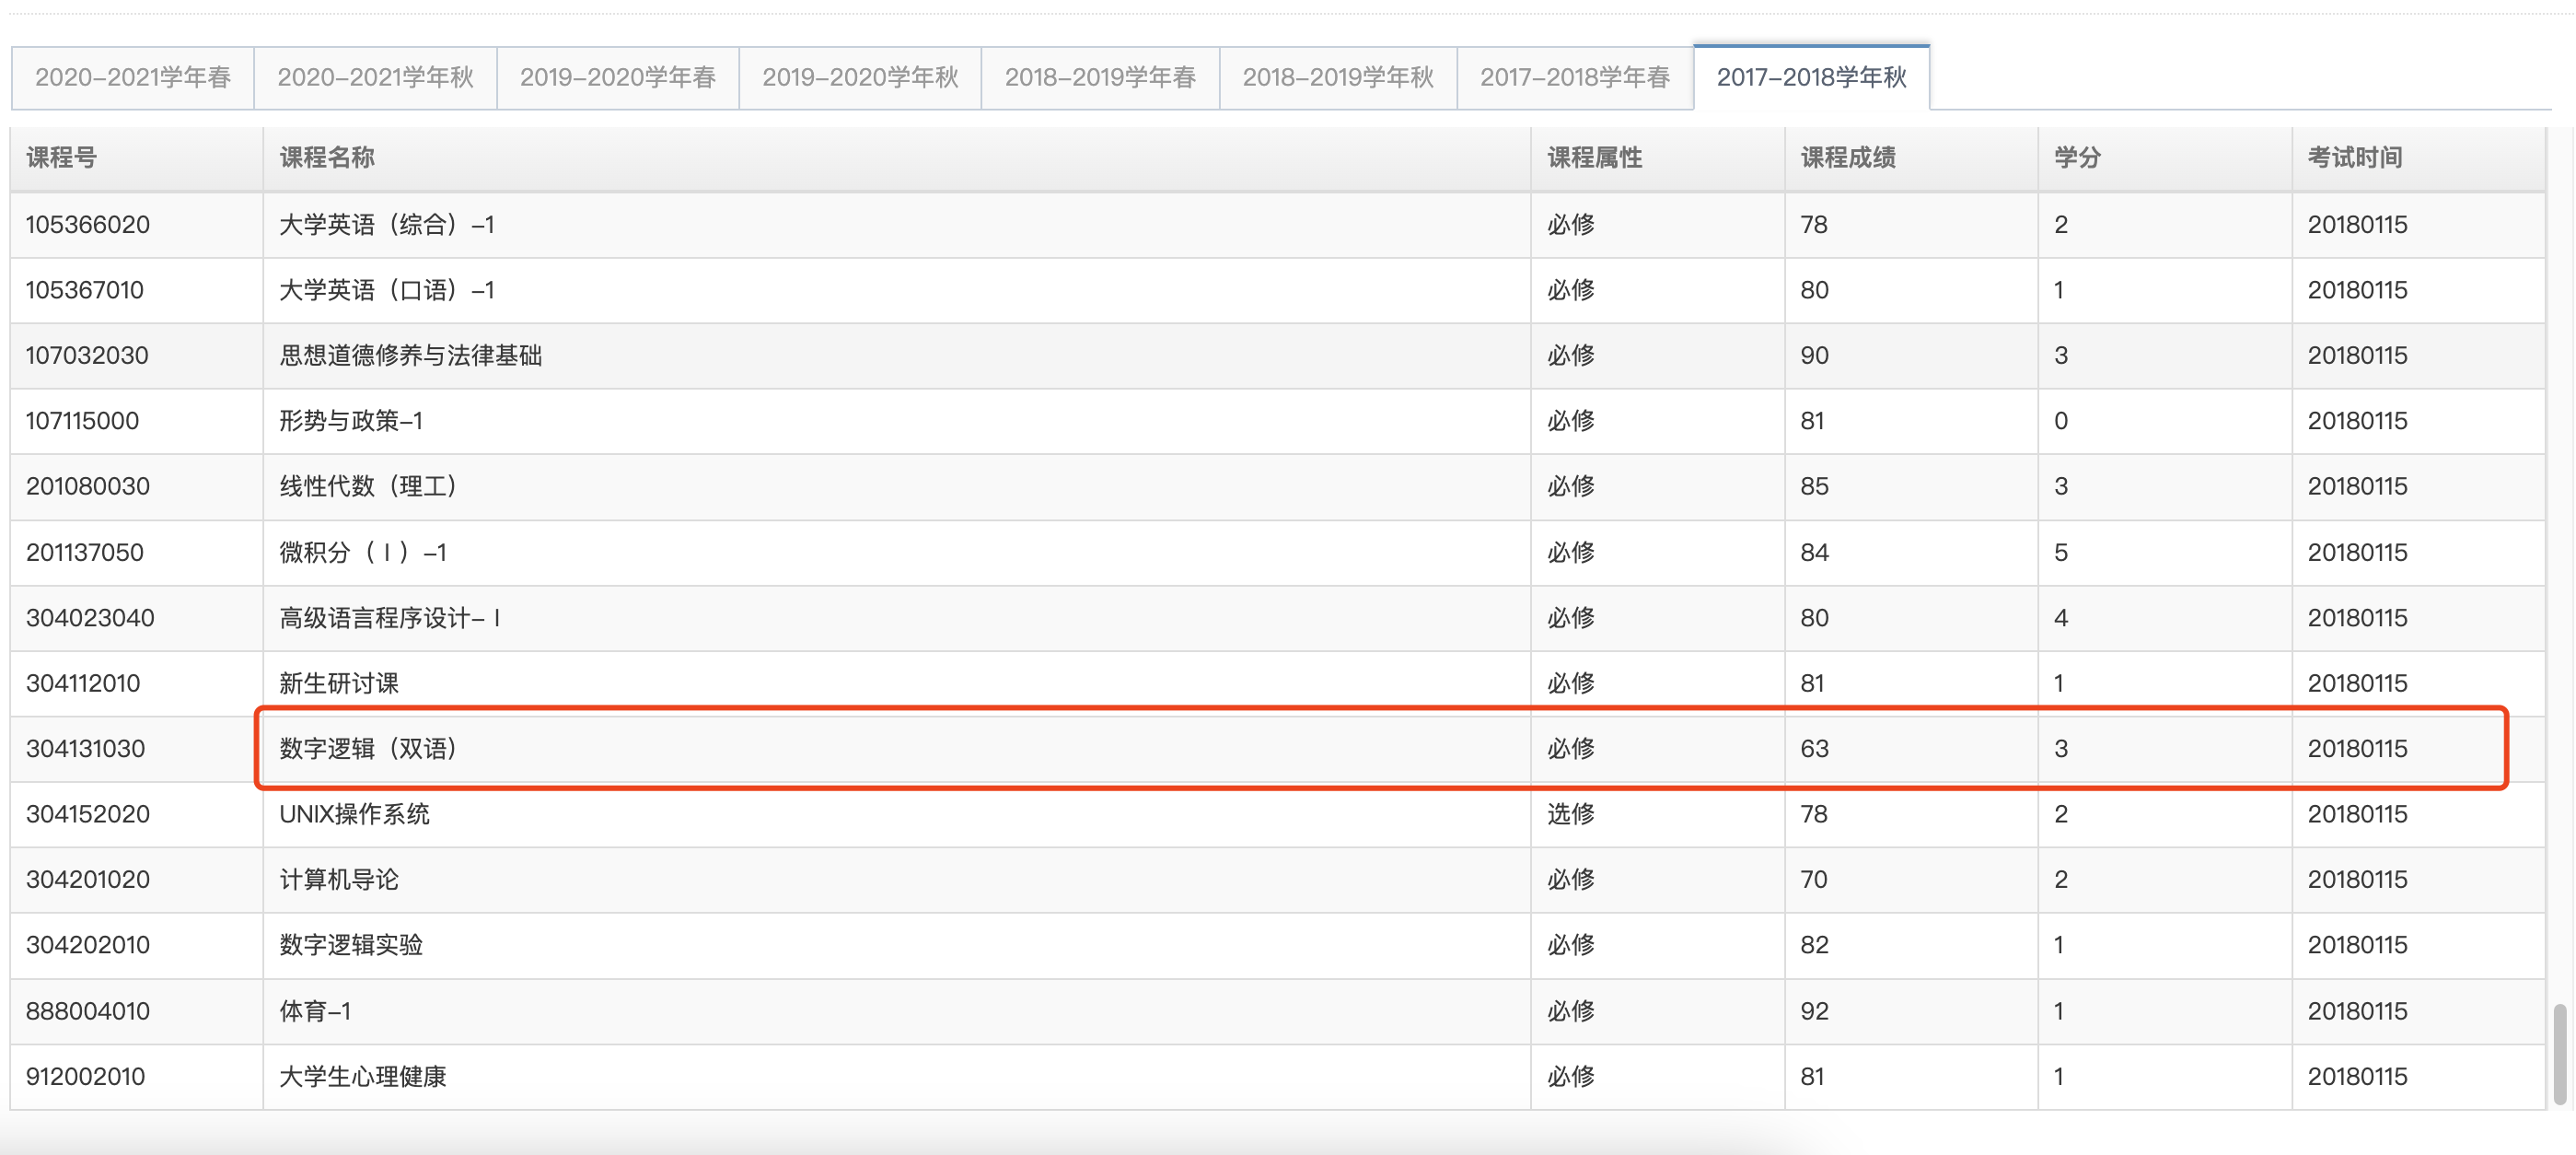 2020-2021学年春 2020-2021学年秋 2019-2020学年春 2019-2020学年秋 2018-2019学年春 2018-2019学年秋 2017-2018学年春 2017-2018学年秋
课程号 课程名称 课程属性 课程成绩 学分 考试时间
105366020 大学英语（综合）-1 必修 78 2 20180115
105367010 大学英语（口语）-1 必修 80 1 20180115
107032030 思想道德修养与法律基础 必修 90 3 20180115
107115000 形势与政策-1 必修 81 0 20180115
201080030 线性代数（理工） 必修 85 3 20180115
201137050 微积分（Ⅰ）-1 必修 84 5 20180115
304023040 高级语言程序设计-Ⅰ 必修 80 4 20180115
304112010 新生研讨课 必修 81 1 20180115
304131030 数字逻辑（双语） 必修 63 3 20180115
304152020 UNIX操作系统 选修 78 2 20180115
304201020 计算机导论 必修 70 2 20180115
304202010 数字逻辑实验 必修 82 1 20180115
888004010 体育-1 必修 92 1 20180115
912002010 大学生心理健康 必修 81 1 20180115